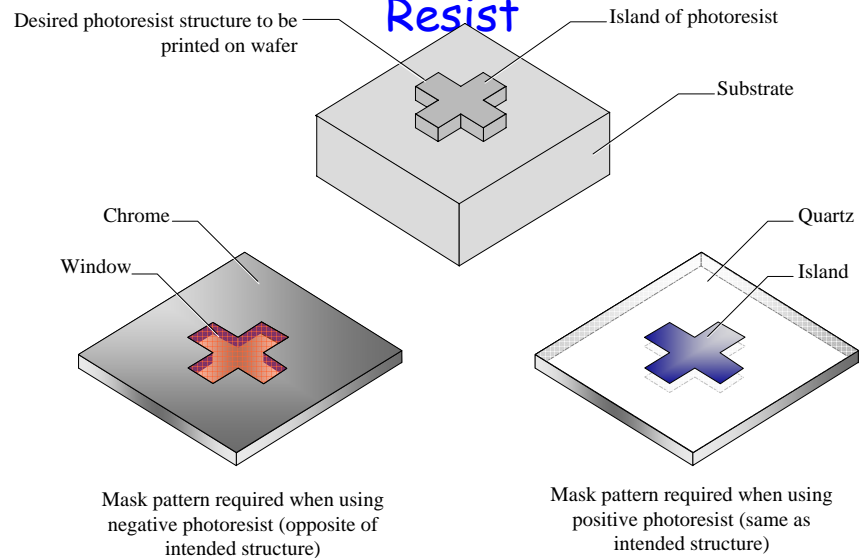 Resist
Desired photoresist structure to be
printed on wafer
Island of photoresist
Substrate
Chrome
Window
Quartz
Island
Mask pattern required when using
negative photoresist (opposite of
intended structure)
Mask pattern required when using
positive photoresist (same as
intended structure)